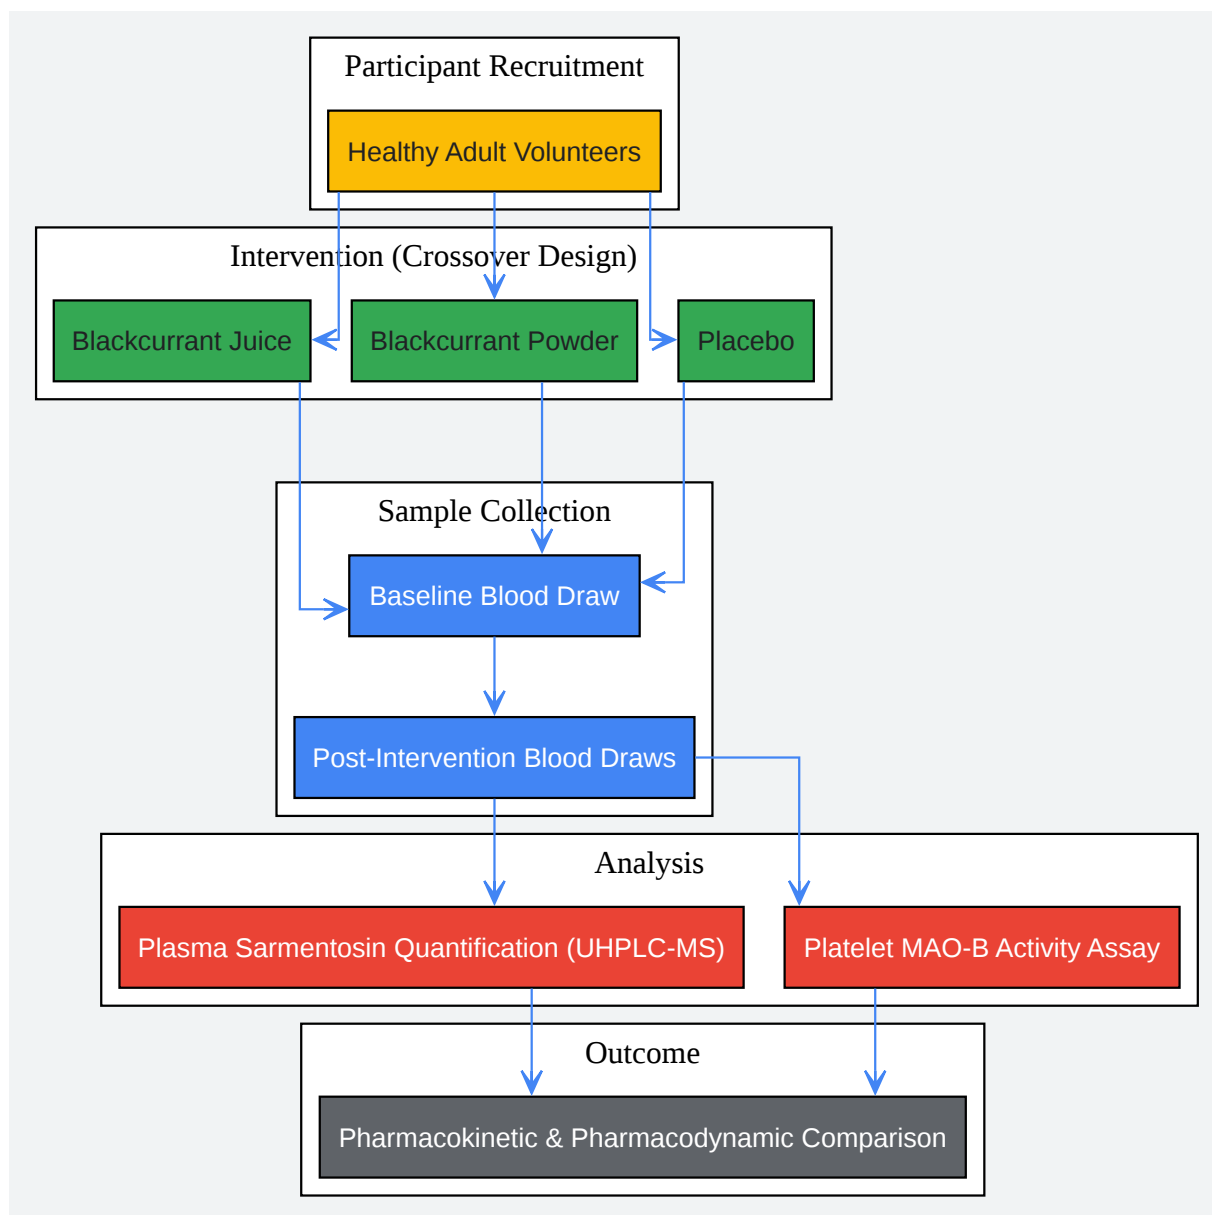 Participant Recruitment
Healthy Adult Volunteers
Intervention (Crossover Design)
Blackcurrant Juice
Blackcurrant Powder
Placebo
Sample Collection
Baseline Blood Draw
Post-Intervention Blood Draws
Analysis
Plasma Sarmentosin Quantification (UHPLC-MS)
Platelet MAO-B Activity Assay
Outcome
Pharmacokinetic & Pharmacodynamic Comparison